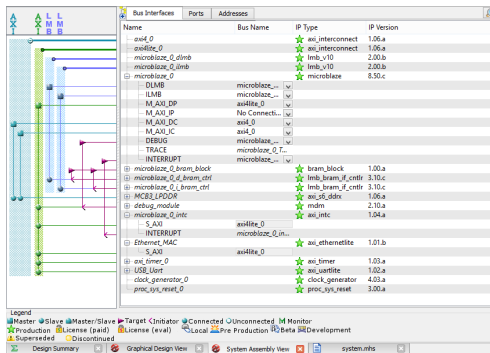 A X I
A X I
L M B
L M B
Bus Interfaces Ports Addresses
Name Bus Name IP Type IP Version
axi4_0 axi_interconnect 1.06.a
axi4lite_0 axi_interconnect 1.06.a
microblaze_0_dlmb lmb_v10 2.00.b
microblaze_0_ilmb lmb_v10 2.00.b
microblaze_0 microblaze 8.50.c
DLMB microblaze_...
ILMB microblaze_...
M_AXI_DP axi4lite_0
M_AXI_IP No Connecti...
M_AXI_DC axi4_0
M_AXI_IC axi4_0
DEBUG microblaze_...
TRACE microblaze_0_T...
INTERRUPT microblaze_...
microblaze_0_bram_block bram_block 1.00.a
microblaze_0_d_bram_ctrl lmb_bram_if_cntlr 3.10.c
microblaze_0_i_bram_ctrl lmb_bram_if_cntlr 3.10.c
MCB3_LPDDR axi_s6_ddrx 1.06.a
debug_module mdm 2.10.a
microblaze_0_intc axi_intc 1.04.a
S_AXI axi4lite_0
INTERRUPT microblaze_0_in...
Ethernet_MAC axi_ethernetlite 1.01.b
S_AXI axi4lite_0
axi_timer_0 axi_timer 1.03.a
USB_Uart axi_uartlite 1.02.a
clock_generator_0 clock_generator 4.03.a
proc_sys_reset_0 proc_sys_reset 3.00.a
Legend
Master Slave Master/Slave Target Initiator Connected Unconnected M Monitor
Production License (paid) License (eval) Local Pre Production Beta Development
Superseded Discontinued
Design Summary Graphical Design View System Assembly View system.mhs